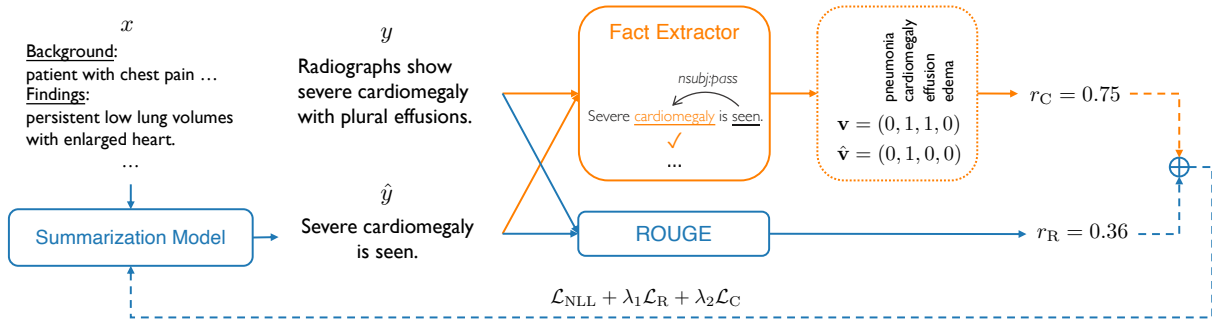 x
Background:
patient with chest pain ...
Findings:
persistent low lung volumes
with enlarged heart.
...
Summarization Model
y
Radiographs show
severe cardiomegaly
with plural effusions.
ŷ
Severe cardiomegaly
is seen.
Fact Extractor
nsubj:pass
Severe cardiomegaly is seen.
✓
...
pneumonia
cardiomegaly
effusion
edema
v = (0, 1, 1, 0)
v̂ = (0, 1, 0, 0)
r_C = 0.75
ROUGE
r_R = 0.36
ℒ_NLL + λ₁ℒ_R + λ₂ℒ_C